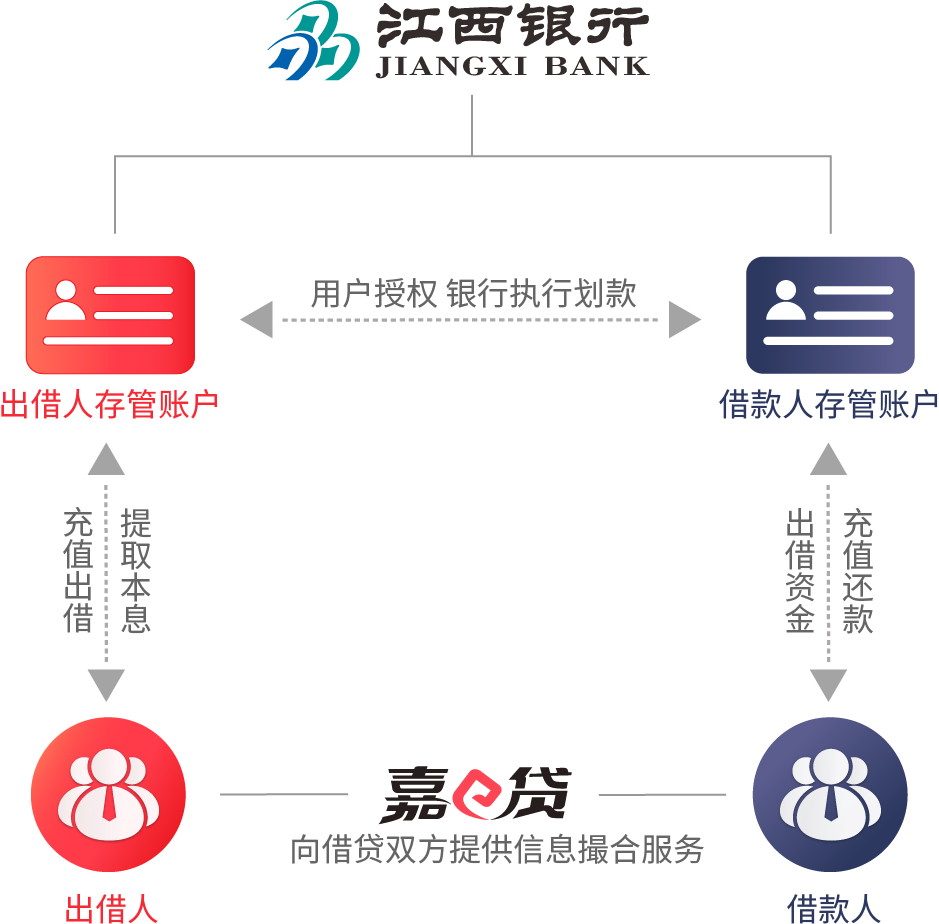 江西银行
JIANGXI BANK
用户授权 银行执行划款
出借人存管账户
借款人存管账户
充值出借
提取本息
出借资金
充值还款
嘉e贷
向借贷双方提供信息撮合服务
出借人
借款人